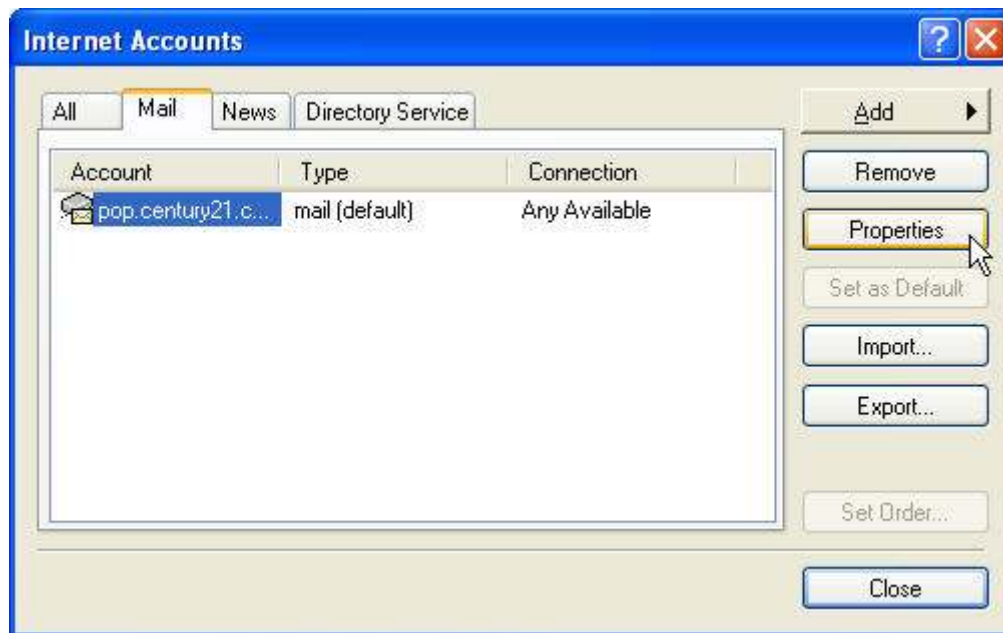 Internet Accounts
All Mail News Directory Service
Add
Account Type Connection
Remove
pop.century21.c... mail (default) Any Available
Properties
Set as Default
Import...
Export...
Set Order...
Close